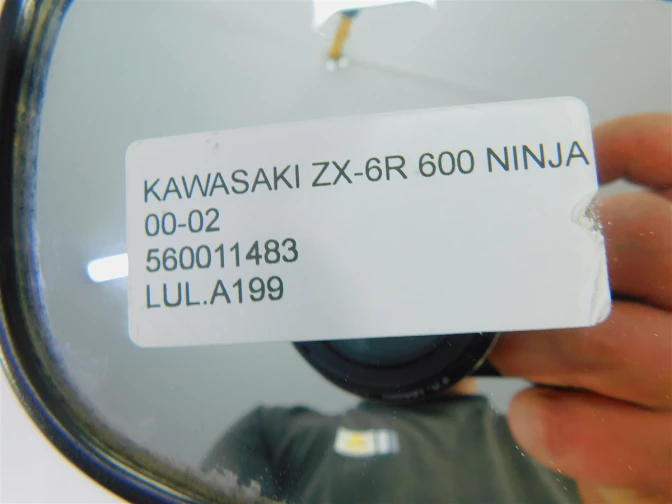 KAWASAKI ZX-6R 600 NINJA
00-02
560011483
LUL.A199